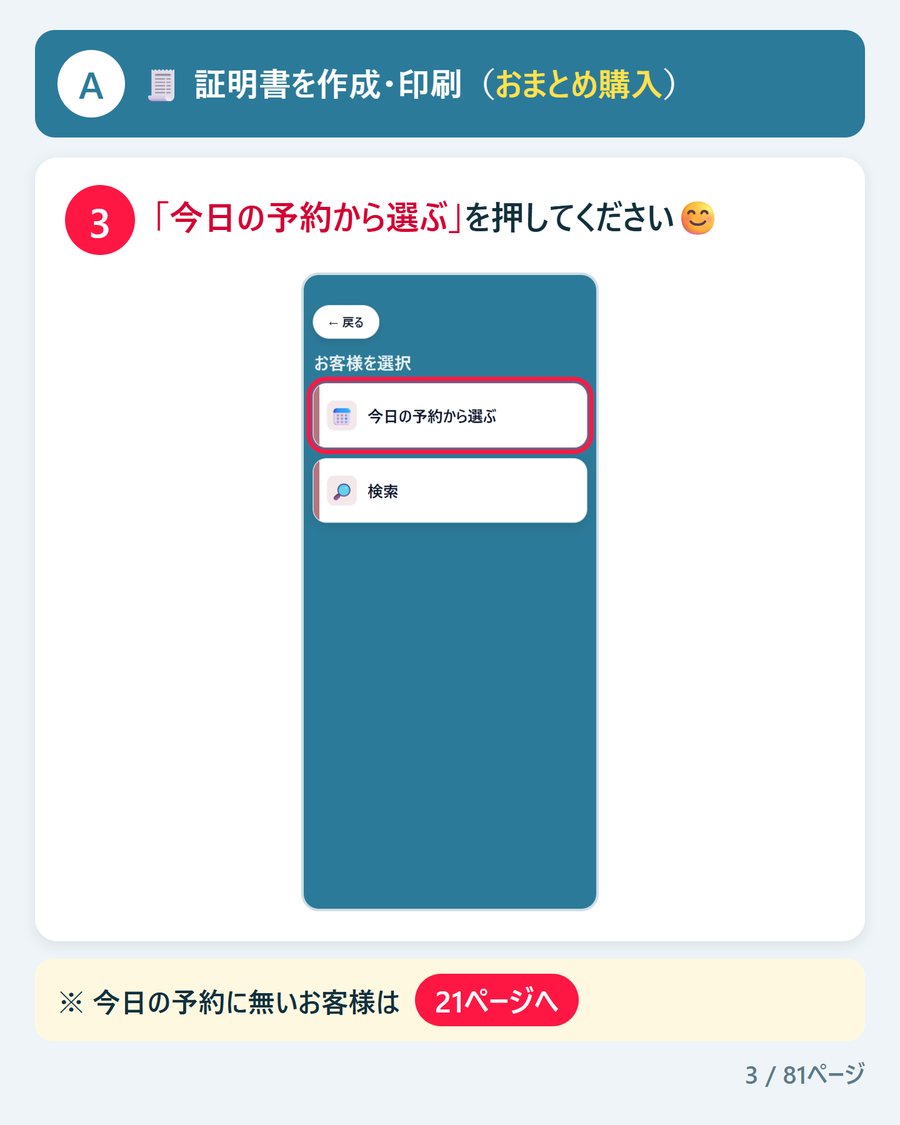 A 証明書を作成・印刷（おまとめ購入）
3 「今日の予約から選ぶ」を押してください
← 戻る
お客様を選択
今日の予約から選ぶ
検索
※ 今日の予約に無いお客様は 21ページへ
3 / 81ページ